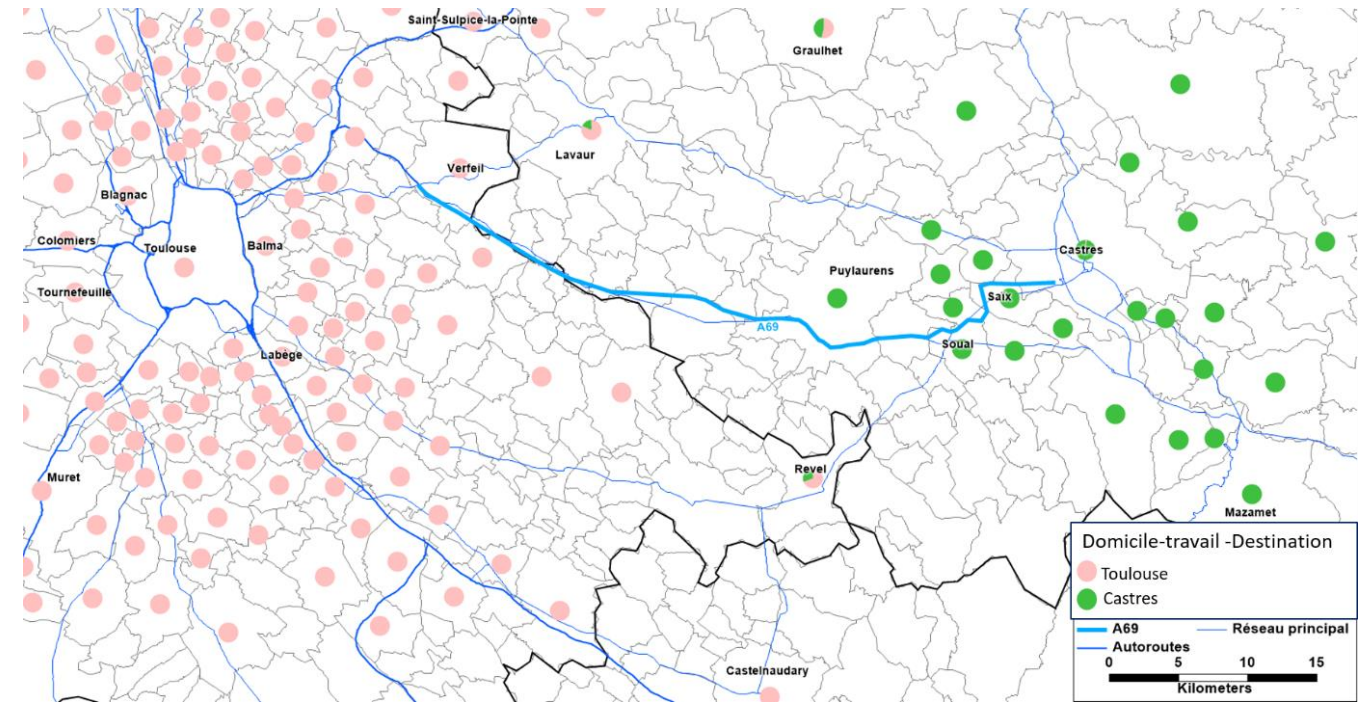 Saint-Sulpice-la-Pointe
Graulhet
Lavaur
Verfeil
Blagnac
Colomiers
Toulouse
Balma
Castres
Tournefeuille
Puylaurens
Saïx
A69
Soual
Labège
Revel
Muret
Mazamet
Castelnaudary
Domicile-travail -Destination
Toulouse
Castres
A69
Réseau principal
Autoroutes
0 5 10 15
Kilometers